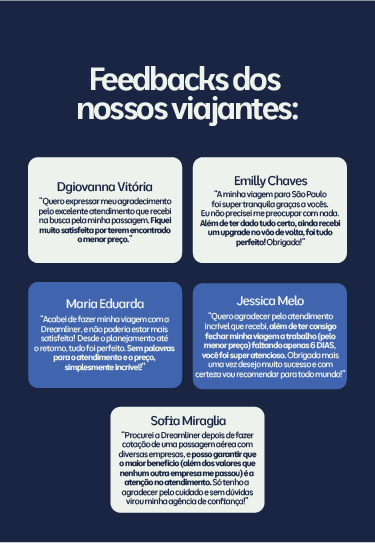 Feedbacks dos
nossos viajantes:
Dgiovanna Vitória
"Quero expressar meu agradecimento
pelo excelente atendimento que recebi
na busca pela minha passagem. Fiquei
muito satisfeita por terem encontrado
o menor preço."
Emilly Chaves
"A minha viagem para São Paulo
foi super tranquila graças a vocês.
Eu não precisei me preocupar com nada.
Além de ter dado tudo certo, ainda recebi
um upgrade no vôo de volta, foi tudo
perfeito! Obrigada!"
Maria Eduarda
"Acabei de fazer minha viagem com a
Dreamliner, e não poderia estar mais
satisfeita! Desde o planejamento até
o retorno, tudo foi perfeito. Sem palavras
para o atendimento e o preço,
simplesmente incrível!"
Jessica Melo
"Quero agradecer pelo atendimento
incrível que recebi, além de ter consigo
fechar minha viagem a trabalho (pelo
menor preço) faltando apenas 6 DIAS,
você foi super atencioso. Obrigada mais
uma vez desejo muito sucesso e com
certeza vou recomendar para todo mundo!"
Sofia Miraglia
"Procurei a Dreamliner depois de fazer
cotação de uma passagem aérea com
diversas empresas, e posso garantir que
o maior benefício (além dos valores que
nenhum outra empresa me passou) é a
atenção no atendimento. Só tenho a
agradecer pelo cuidado e sem dúvidas
virou minha agência de confiança!"